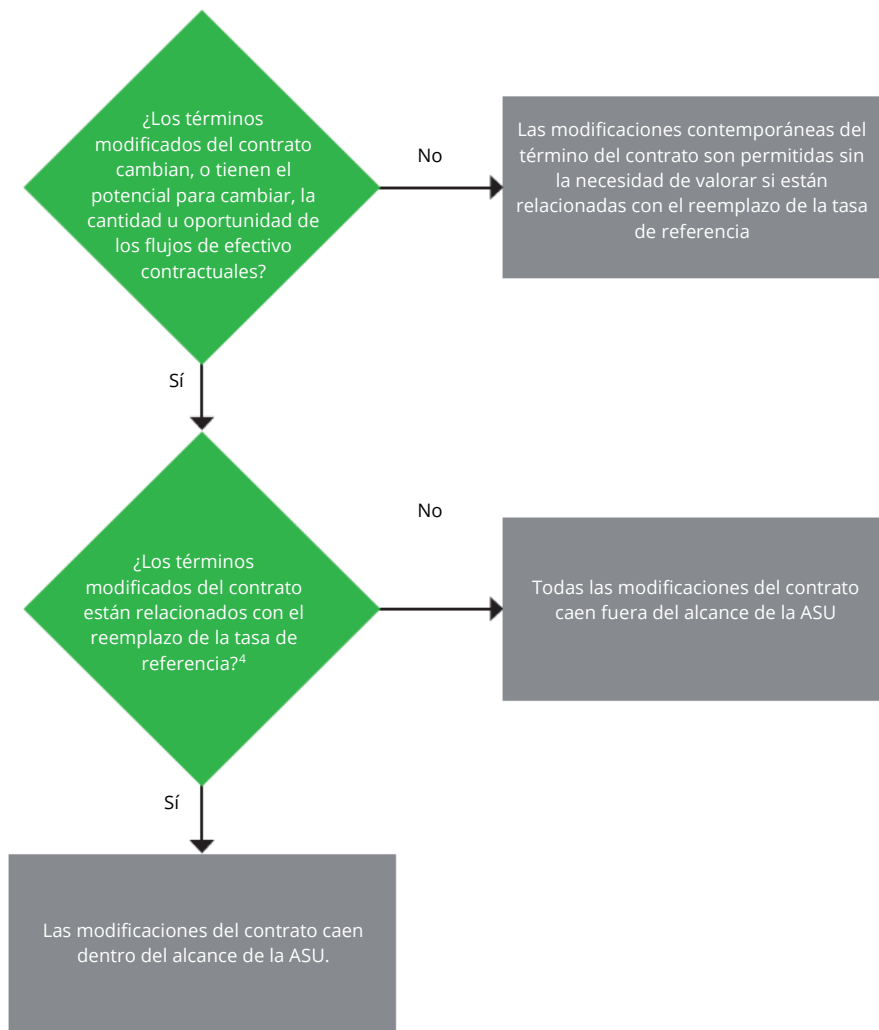 ¿Los términos
modificados del contrato
cambian, o tienen el
potencial para cambiar, la
cantidad u oportunidad de
los flujos de efectivo
contractuales?
No
Las modificaciones contemporáneas del
término del contrato son permitidas sin
la necesidad de valorar si están
relacionadas con el reemplazo de la tasa
de referencia
Sí
¿Los términos
modificados del contrato
están relacionados con el
reemplazo de la tasa de
referencia?⁴
No
Todas las modificaciones del contrato
caen fuera del alcance de la ASU
Sí
Las modificaciones del contrato caen
dentro del alcance de la ASU.